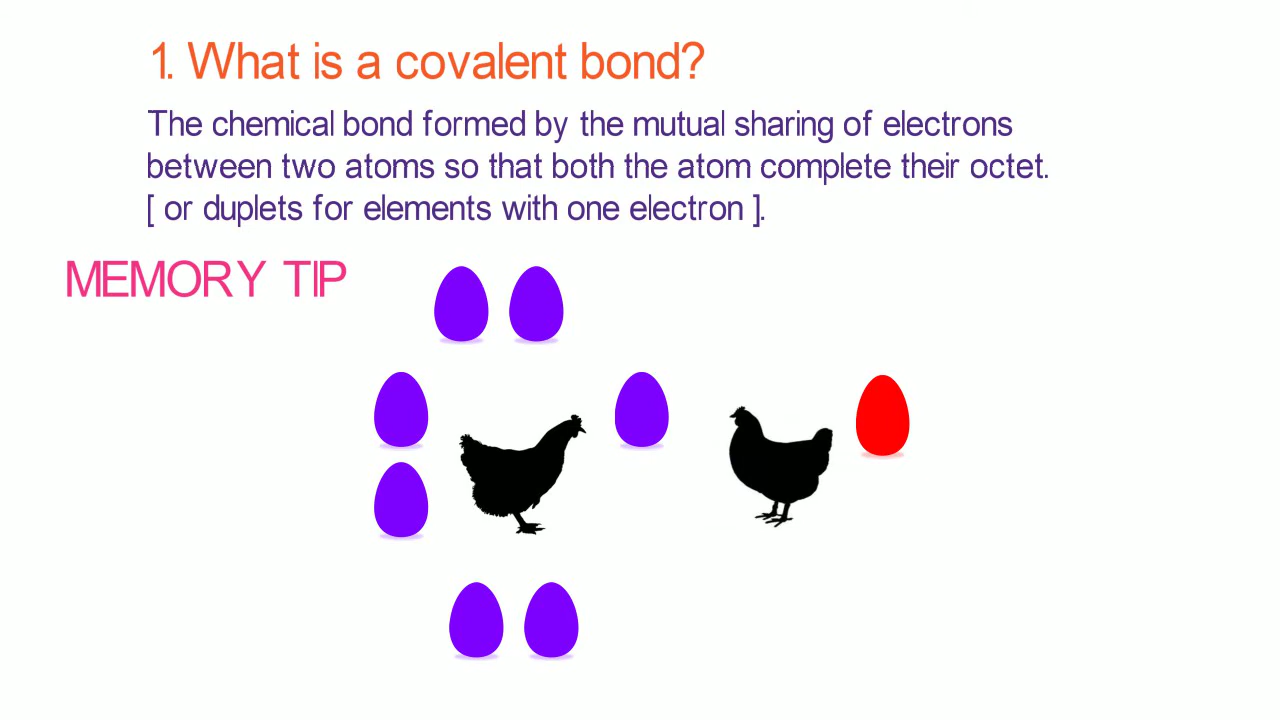 1. What is a covalent bond?
The chemical bond formed by the mutual sharing of electrons
between two atoms so that both the atom complete their octet.
[ or duplets for elements with one electron ].
MEMORY TIP